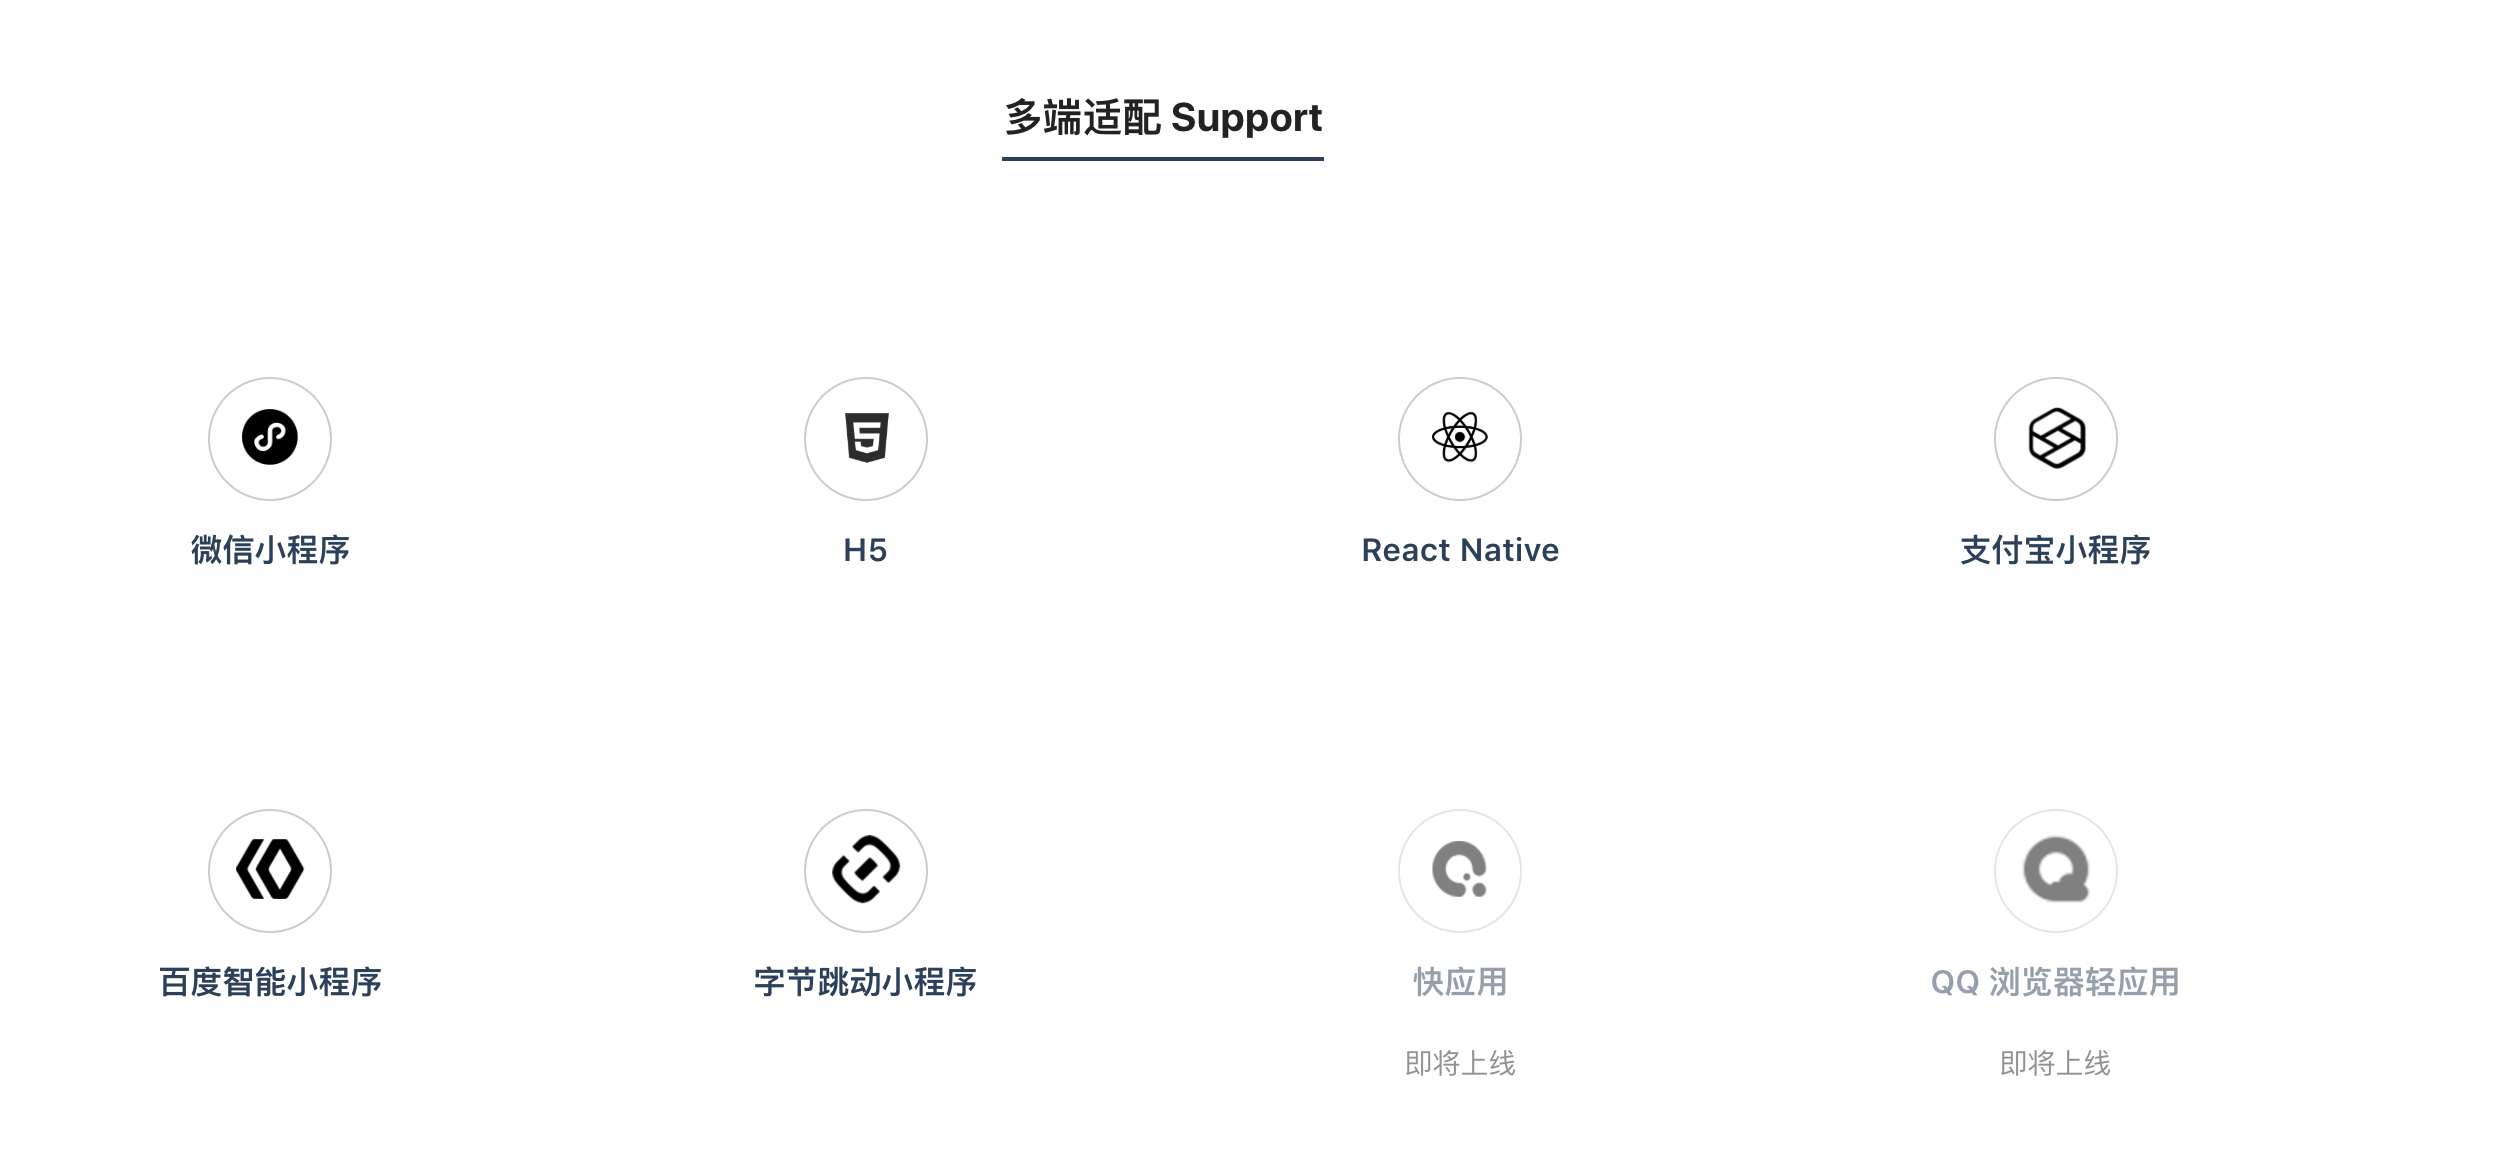 多端适配 Support
微信小程序
H5
React Native
支付宝小程序
百度智能小程序
字节跳动小程序
快应用
QQ 浏览器轻应用
即将上线
即将上线